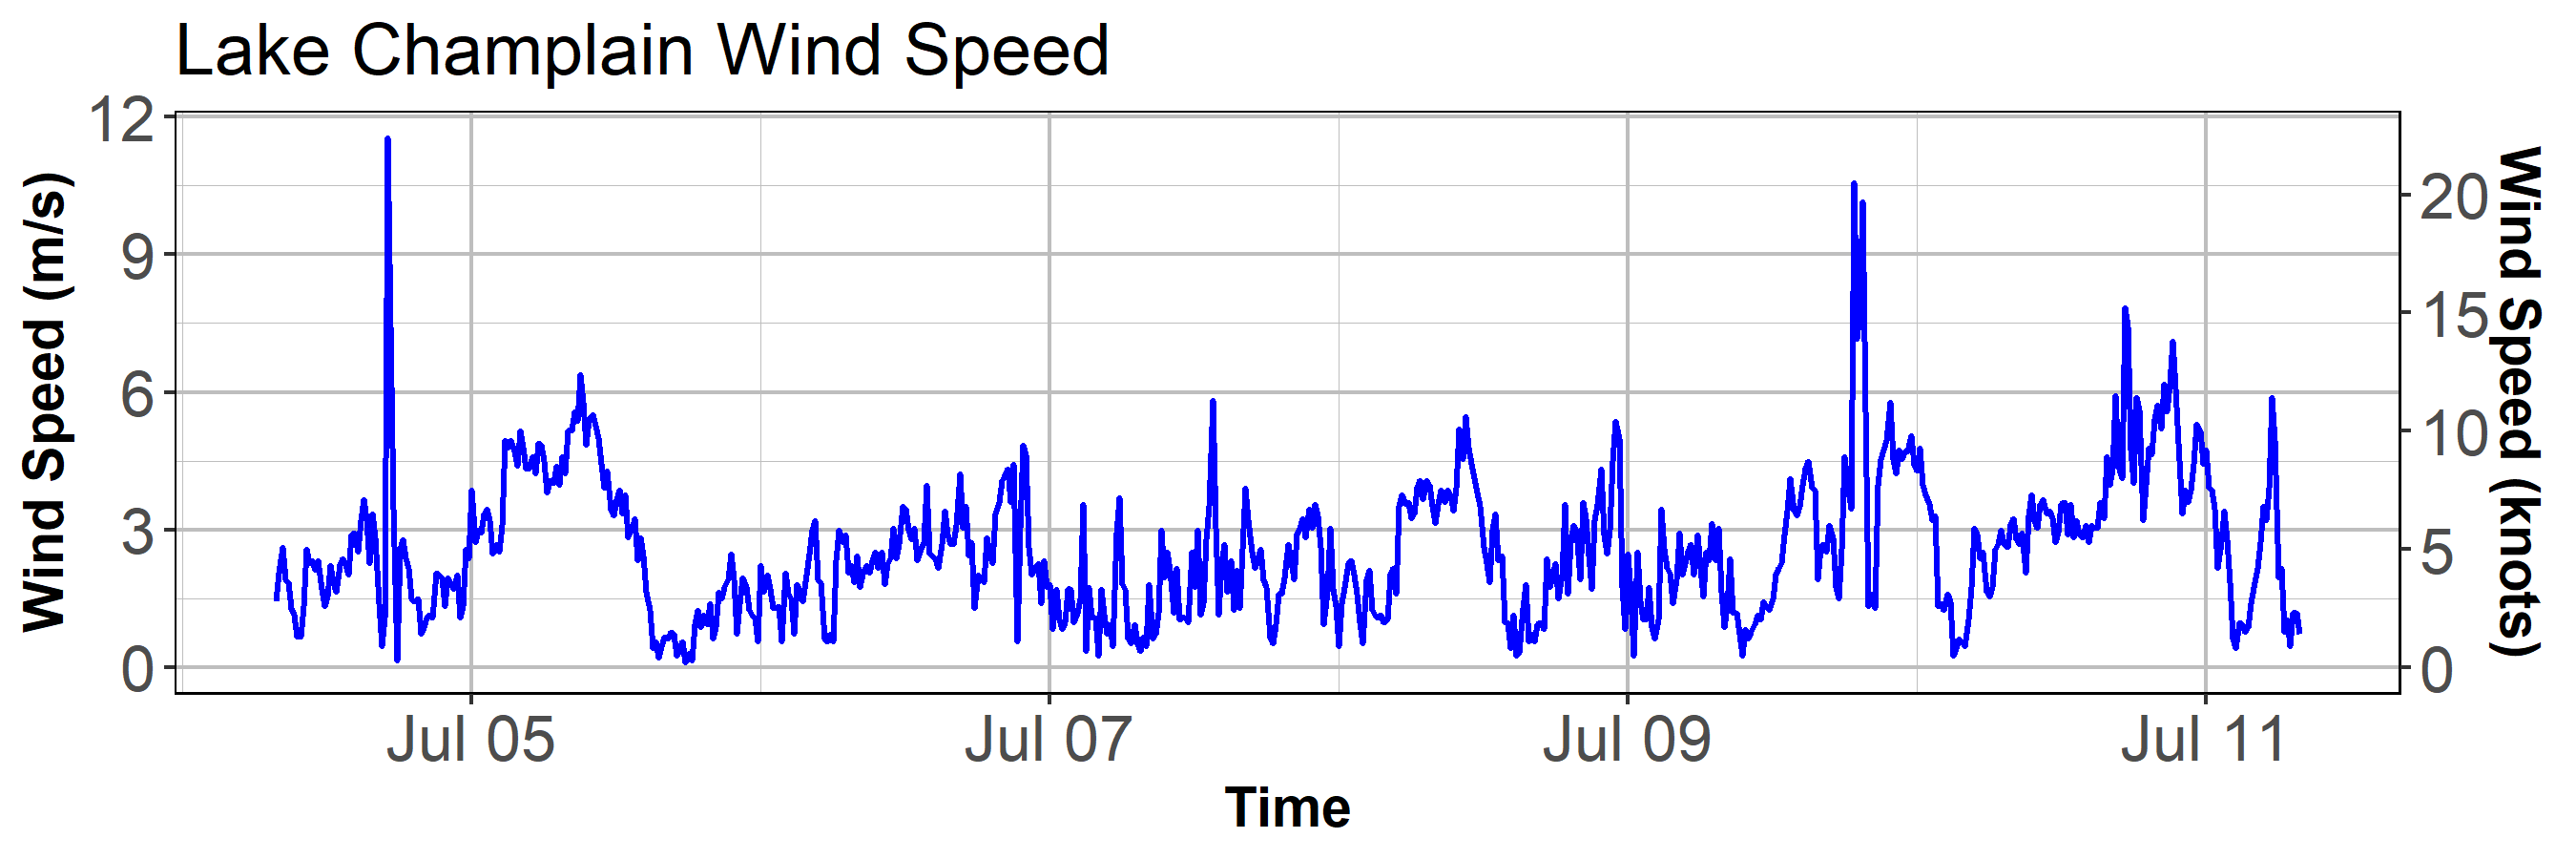 Lake Champlain Wind Speed
12
9
6
3
0
Wind Speed (m/s)
20
15
10
5
0
Wind Speed (knots)
Jul 05 Jul 07 Jul 09 Jul 11
Time